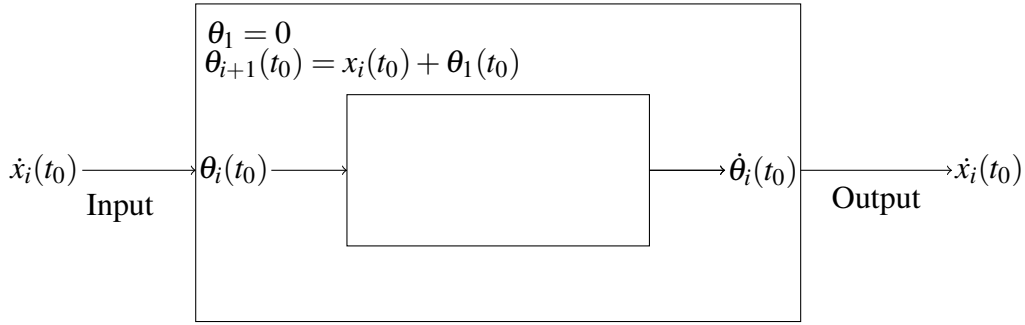 θ₁ = 0
θᵢ₊₁(t₀) = xᵢ(t₀) + θ₁(t₀)
ẋᵢ(t₀) θᵢ(t₀) θ̇ᵢ(t₀) ẋᵢ(t₀)
Input Output